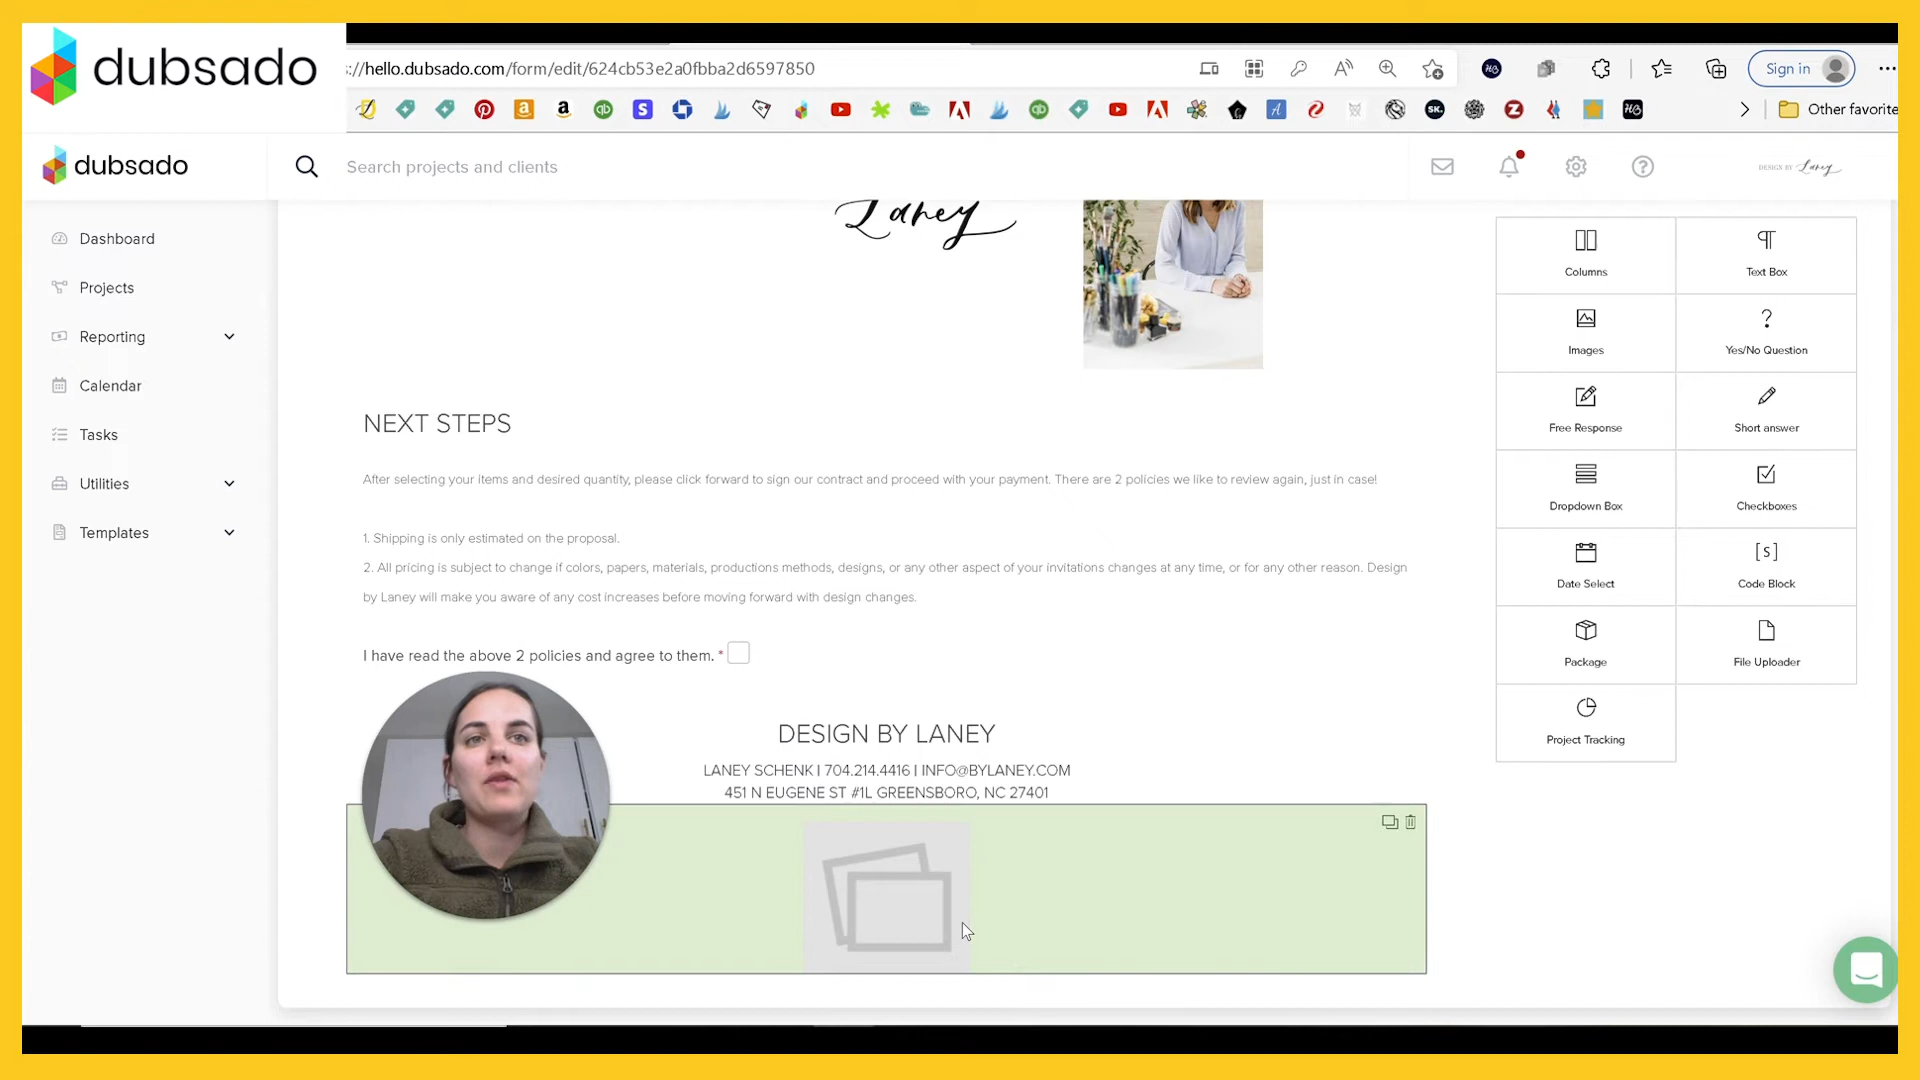 dubsado
://hello.dubsado.com/form/edit/624cb53e2a0fbba2d6597850
Sign in
Other favorite
dubsado
Search projects and clients
DESIGN BY Laney
Dashboard
Projects
Reporting
Calendar
Tasks
Utilities
Templates
Laney
NEXT STEPS
After selecting your items and desired quantity, please click forward to sign our contract and proceed with your payment. There are 2 policies we like to review again, just in case!
1. Shipping is only estimated on the proposal.
2. All pricing is subject to change if colors, papers, materials, productions methods, designs, or any other aspect of your invitations changes at any time, or for any other reason. Design
by Laney will make you aware of any cost increases before moving forward with design changes.
I have read the above 2 policies and agree to them. *
DESIGN BY LANEY
LANEY SCHENK | 704.214.4416 | INFO@BYLANEY.COM
451 N EUGENE ST #1L GREENSBORO, NC 27401
Columns
Text Box
Images
Yes/No Question
Free Response
Short answer
Dropdown Box
Checkboxes
Date Select
[s]
Code Block
Package
File Uploader
Project Tracking